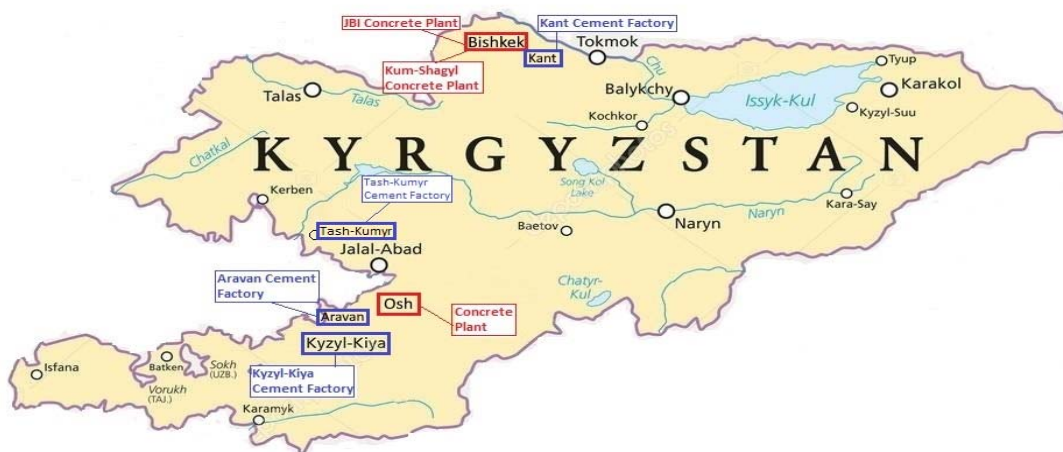 JBI Concrete Plant
Kant Cement Factory
Bishkek
Tokmok
Kant
Kum-Shagyl
Concrete Plant
Chu
Tyup
Talas
Talas
Balykchy
Issyk-Kul
Karakol
Kochkor
Kyzyl-Suu
Chatkal
KYRGYZSTAN
Kerben
Tash-Kumyr
Cement Factory
Song Kol
Lake
Kara-Say
Tash-Kumyr
Baetov
Naryn
Naryn
Jalal-Abad
Aravan Cement
Factory
Chatyr-
Kul
Osh
Concrete
Plant
Aravan
Kyzyl-Kiya
Isfana
Batken
Sokh
(UZB.)
Vorukh
(TAJ.)
Kyzyl-Kiya
Cement Factory
Karamyk